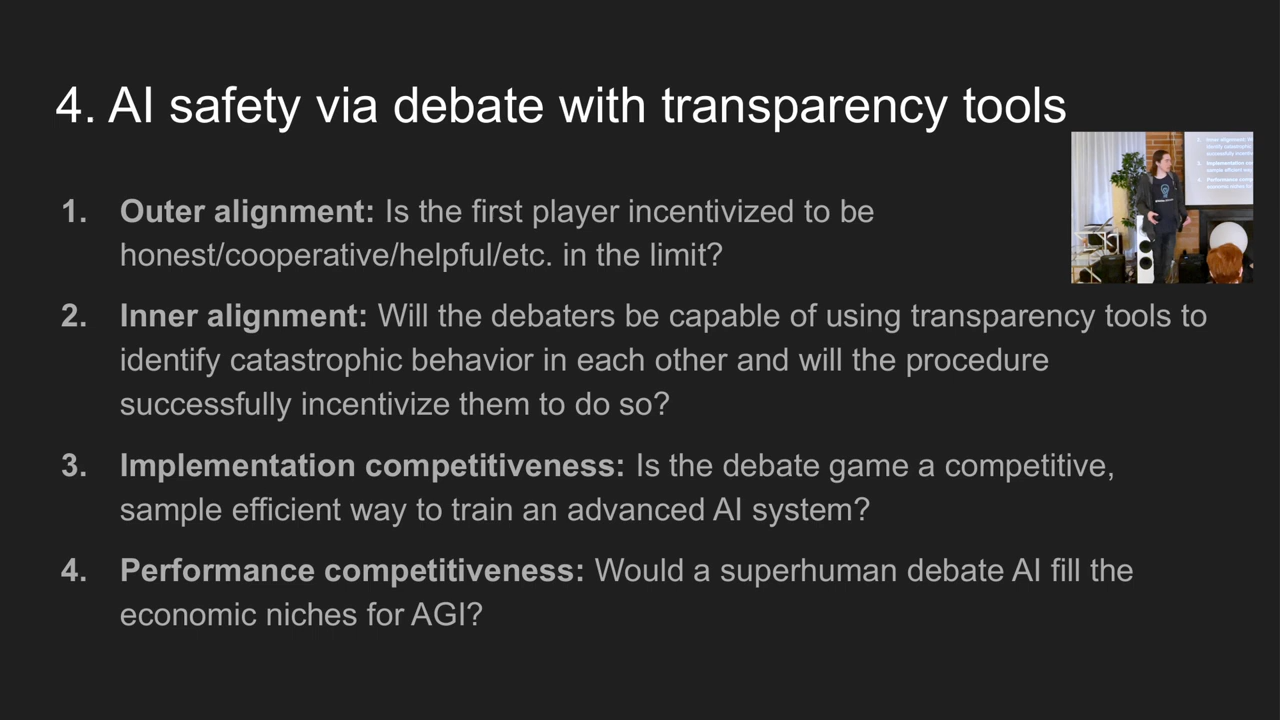 4. AI safety via debate with transparency tools
1. Outer alignment: Is the first player incentivized to be
honest/cooperative/helpful/etc. in the limit?
2. Inner alignment: Will the debaters be capable of using transparency tools to
identify catastrophic behavior in each other and will the procedure
successfully incentivize them to do so?
3. Implementation competitiveness: Is the debate game a competitive,
sample efficient way to train an advanced AI system?
4. Performance competitiveness: Would a superhuman debate AI fill the
economic niches for AGI?